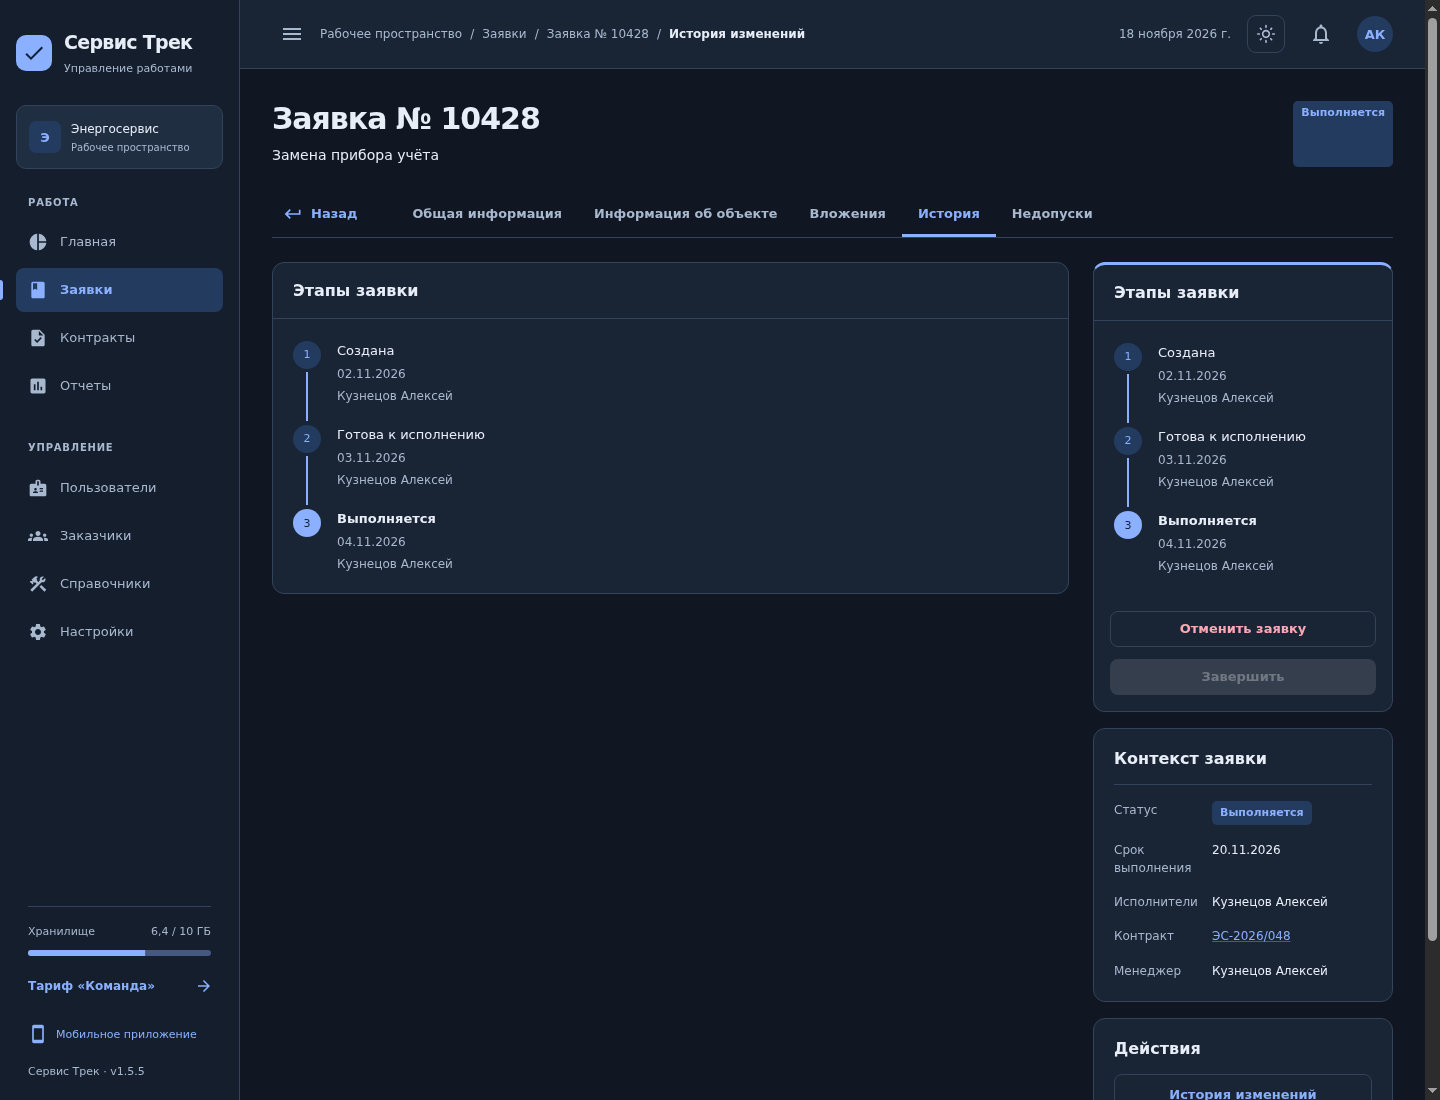 Сервис Трек
Управление работами
Э
Энергосервис
Рабочее пространство
РАБОТА
Главная
Заявки
Контракты
Отчеты
УПРАВЛЕНИЕ
Пользователи
Заказчики
Справочники
Настройки
Хранилище
6,4 / 10 ГБ
Тариф «Команда»
Мобильное приложение
Сервис Трек · v1.5.5
Рабочее пространство / Заявки / Заявка № 10428 / История изменений
18 ноября 2026 г.
АК
Заявка № 10428
Замена прибора учёта
Выполняется
Назад
Общая информация
Информация об объекте
Вложения
История
Недопуски
Этапы заявки
1
Создана
02.11.2026
Кузнецов Алексей
2
Готова к исполнению
03.11.2026
Кузнецов Алексей
3
Выполняется
04.11.2026
Кузнецов Алексей
Этапы заявки
1
Создана
02.11.2026
Кузнецов Алексей
2
Готова к исполнению
03.11.2026
Кузнецов Алексей
3
Выполняется
04.11.2026
Кузнецов Алексей
Отменить заявку
Завершить
Контекст заявки
Статус
Выполняется
Срок
выполнения
20.11.2026
Исполнители
Кузнецов Алексей
Контракт
ЭС-2026/048
Менеджер
Кузнецов Алексей
Действия
История изменений